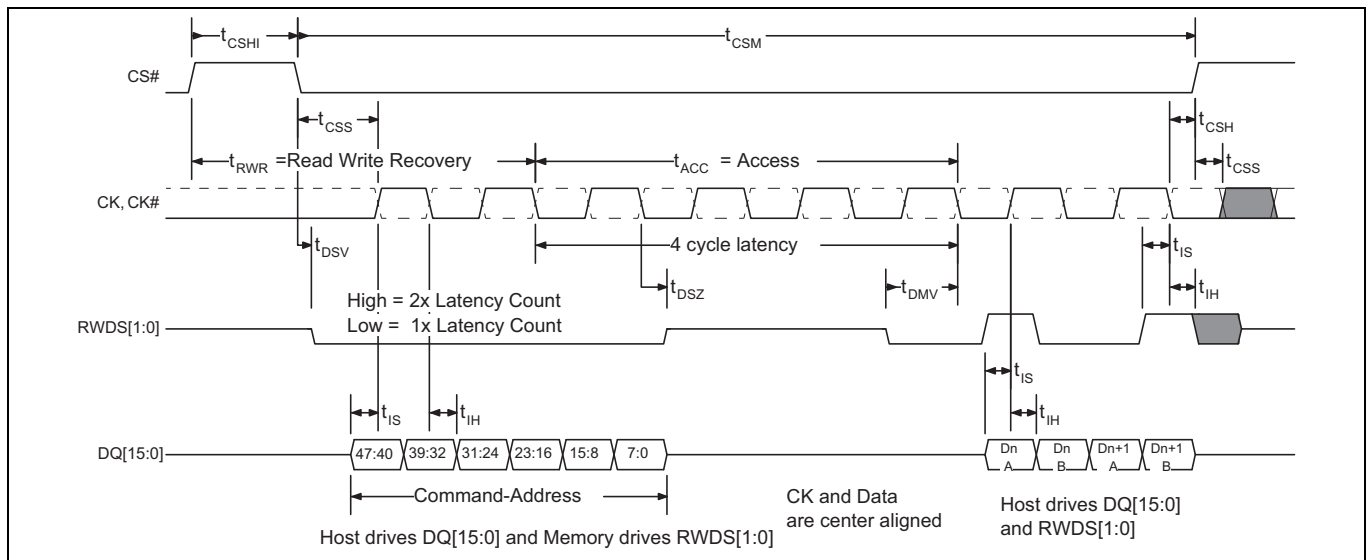 tCSHI
tCSM
CS#
tCSS
tCSH
tRWR =Read Write Recovery
tACC = Access
tCSS
CK, CK#
tDSV
4 cycle latency
tIS
High = 2x Latency Count
Low = 1x Latency Count
tDSZ
tDMV
tIH
RWDS[1:0]
tIS
tIH
tIS
tIH
DQ[15:0]
47:40 39:32 31:24 23:16 15:8 7:0
Dn A Dn B Dn+1 A Dn+1 B
Command-Address
CK and Data
are center aligned
Host drives DQ[15:0]
and RWDS[1:0]
Host drives DQ[15:0] and Memory drives RWDS[1:0]